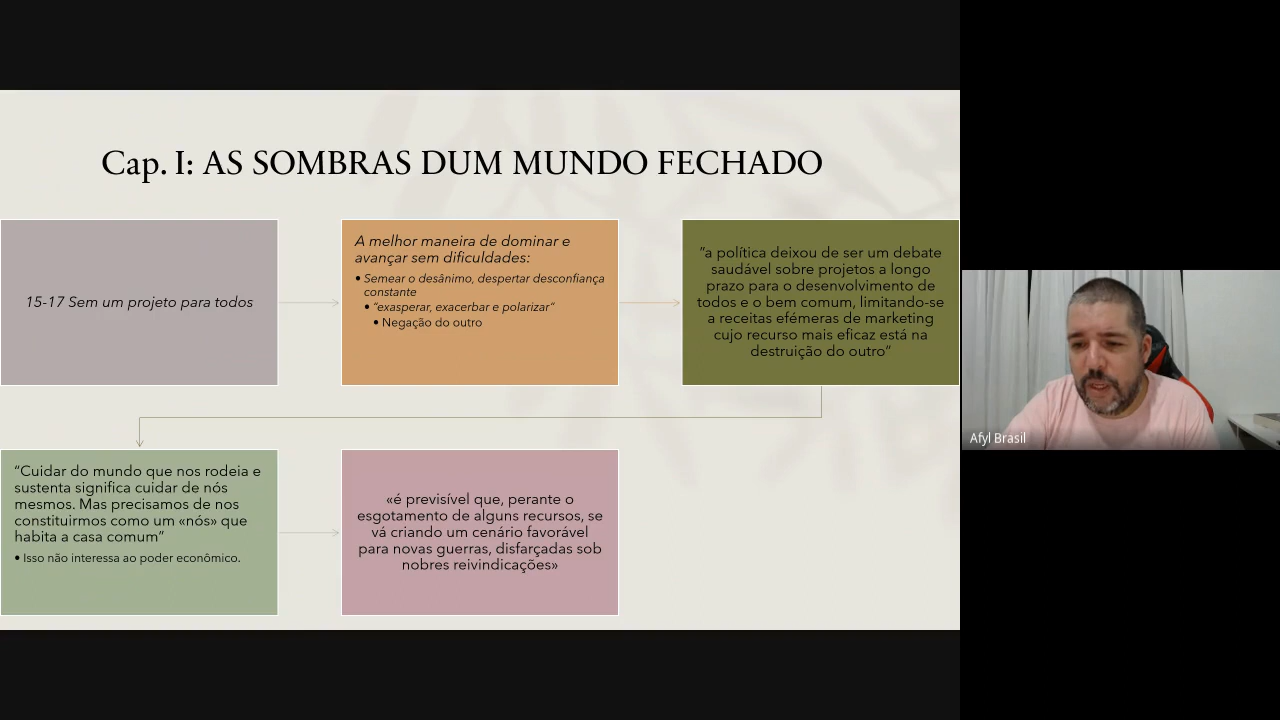 Cap. I: AS SOMBRAS DUM MUNDO FECHADO
15-17 Sem um projeto para todos
A melhor maneira de dominar e
avançar sem dificuldades:
• Semear o desânimo, despertar desconfiança
constante
• “exasperar, exacerbar e polarizar”
• Negação do outro
“a política deixou de ser um debate
saudável sobre projetos a longo
prazo para o desenvolvimento de
todos e o bem comum, limitando-se
a receitas efémeras de marketing
cujo recurso mais eficaz está na
destruição do outro”
“Cuidar do mundo que nos rodeia e
sustenta significa cuidar de nós
mesmos. Mas precisamos de nos
constituirmos como um «nós» que
habita a casa comum”
• Isso não interessa ao poder econômico.
«é previsível que, perante o
esgotamento de alguns recursos, se
vá criando um cenário favorável
para novas guerras, disfarçadas sob
nobres reivindicações»
Afyl Brasil